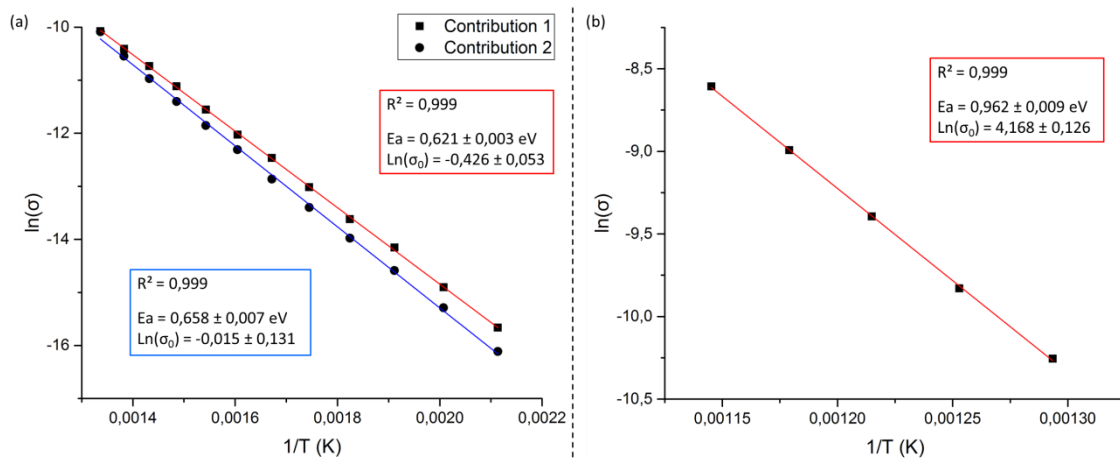 (a)
Contribution 1
Contribution 2
R² = 0,999
Ea = 0,621 ± 0,003 eV
Ln(σ₀) = -0,426 ± 0,053
R² = 0,999
Ea = 0,658 ± 0,007 eV
Ln(σ₀) = -0,015 ± 0,131
ln(σ)
-10
-12
-14
-16
0,0014
0,0016
0,0018
0,0020
0,0022
1/T (K)
(b)
R² = 0,999
Ea = 0,962 ± 0,009 eV
Ln(σ₀) = 4,168 ± 0,126
ln(σ)
-8,5
-9,0
-9,5
-10,0
-10,5
0,00115
0,00120
0,00125
0,00130
1/T (K)